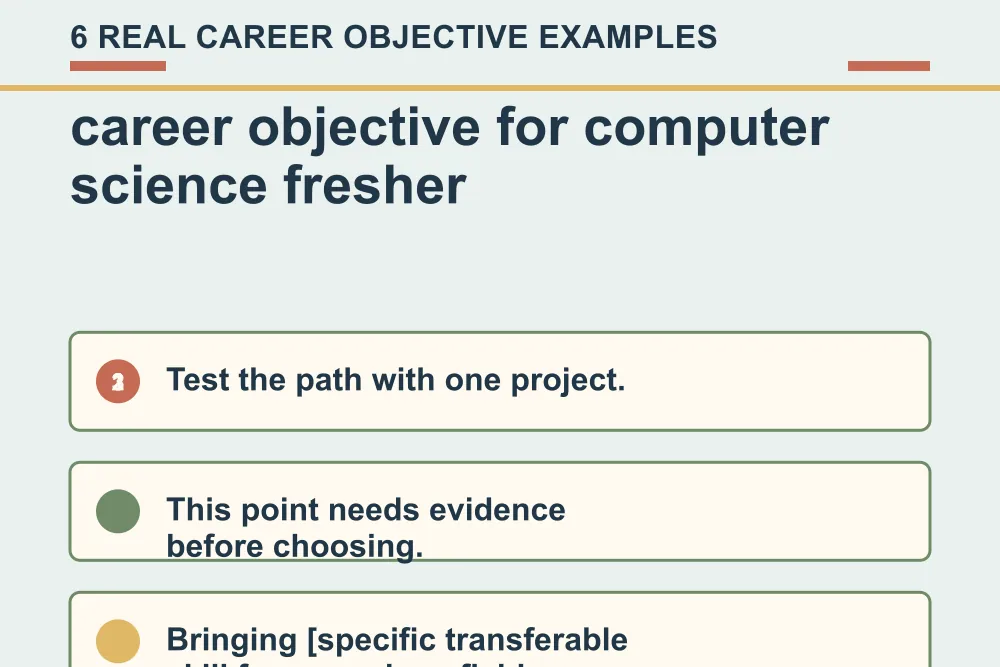 6 REAL CAREER OBJECTIVE EXAMPLES
career objective for computer
science fresher
Test the path with one project.
This point needs evidence
before choosing.
Bringing [specific transferable